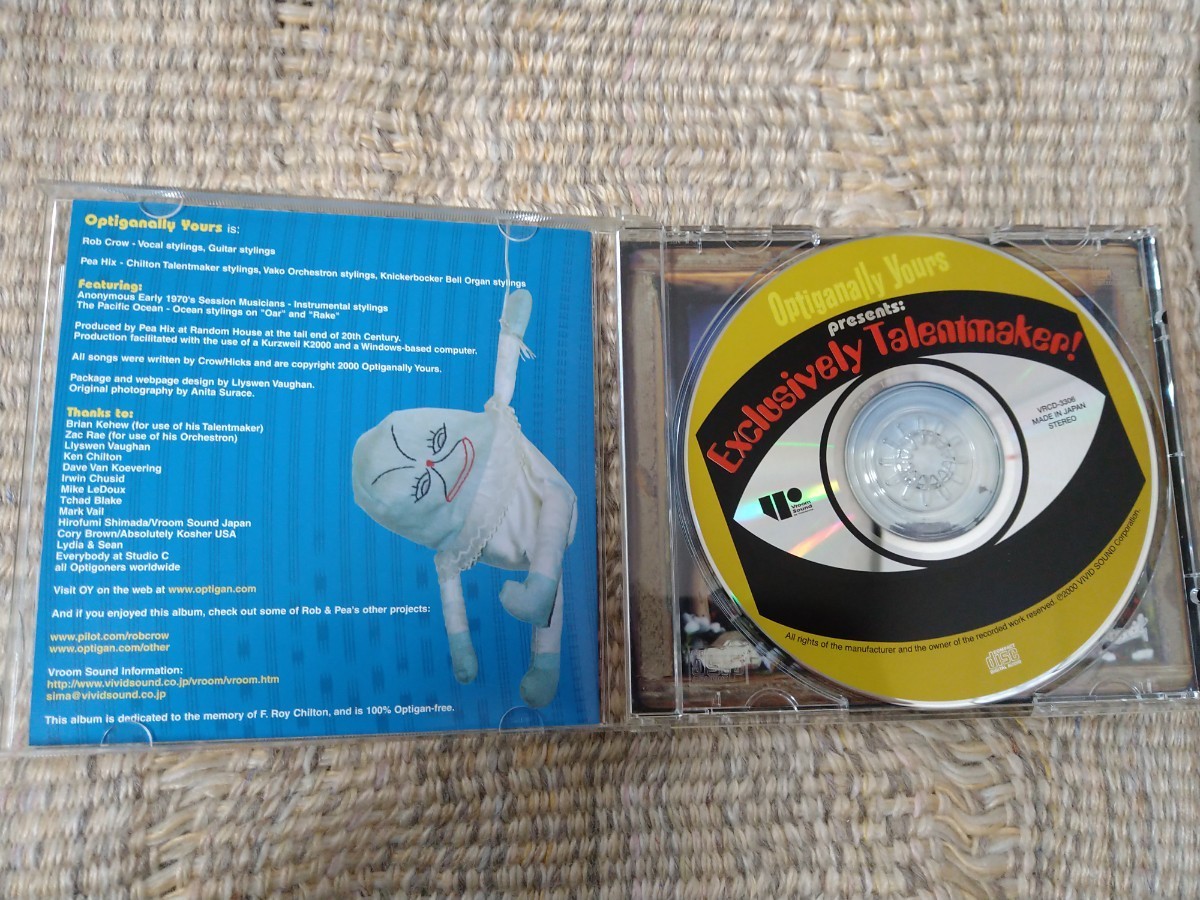 Optiganally Yours is:
Rob Crow - Vocal stylings, Guitar stylings
Pea Hix - Chilton Talentmaker stylings, Vako Orchestron stylings, Knickerbocker Bell Organ stylings
Featuring:
Anonymous Early 1970's Session Musicians - Instrumental stylings
The Pacific Ocean - Ocean stylings on "Oar" and "Rake"
Produced by Pea Hix at Random House at the tail end of 20th Century.
Production facilitated with the use of a Kurzweil K2000 and a Windows-based computer.
All songs were written by Crow/Hicks and are copyright 2000 Optiganally Yours.
Package and webpage design by Llyswen Vaughan.
Original photography by Anita Surace.
Thanks to:
Brian Kehew (for use of his Talentmaker)
Zac Rae (for use of his Orchestron)
Llyswen Vaughan
Ken Chilton
Dave Van Koevering
Irwin Chusid
Mike LeDoux
Tchad Blake
Mark Vail
Hirofumi Shimada/Vroom Sound Japan
Cory Brown/Absolutely Kosher USA
Lydia & Sean
Everybody at Studio C
all Optigoners worldwide
Visit OY on the web at www.optigan.com
And if you enjoyed this album, check out some of Rob & Pea's other projects:
www.pilot.com/robcrow
www.optigan.com/other
Vroom Sound Information:
http://www.vividsound.co.jp/vroom/vroom.htm
sima@vividsound.co.jp
This album is dedicated to the memory of F. Roy Chilton, and is 100% Optigan-free.
Optiganally Yours
presents:
Exclusively Talentmaker!
VRCD-3306
MADE IN JAPAN
STEREO
Vroom
Sound
All rights of the manufacturer and the owner of the recorded work reserved. ℗2000 VIVID SOUND Corporation.
COMPACT
disc
DIGITAL AUDIO